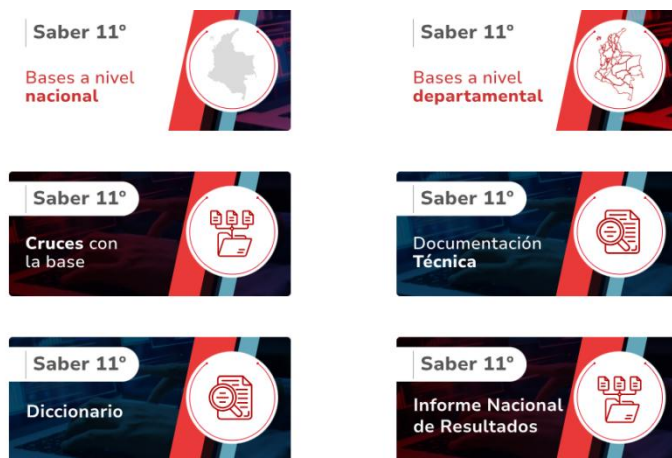 Saber 11°
Bases a nivel
nacional
Saber 11°
Bases a nivel
departamental
Saber 11°
Cruces con
la base
Saber 11°
Documentación
Técnica
Saber 11°
Diccionario
Saber 11°
Informe Nacional
de Resultados